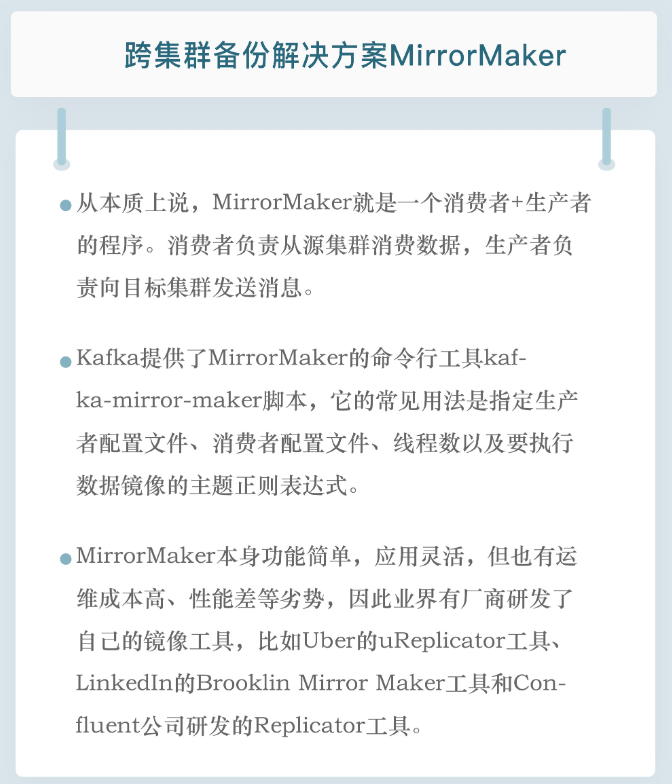 跨集群备份解决方案MirrorMaker
从本质上说，MirrorMaker就是一个消费者+生产者
的程序。消费者负责从源集群消费数据，生产者负
责向目标集群发送消息。
Kafka提供了MirrorMaker的命令行工具kaf-
ka-mirror-maker脚本，它的常见用法是指定生产
者配置文件、消费者配置文件、线程数以及要执行
数据镜像的主题正则表达式。
MirrorMaker本身功能简单，应用灵活，但也有运
维成本高、性能差等劣势，因此业界有厂商研发了
自己的镜像工具，比如Uber的uReplicator工具、
LinkedIn的Brooklin Mirror Maker工具和Con-
fluent公司研发的Replicator工具。